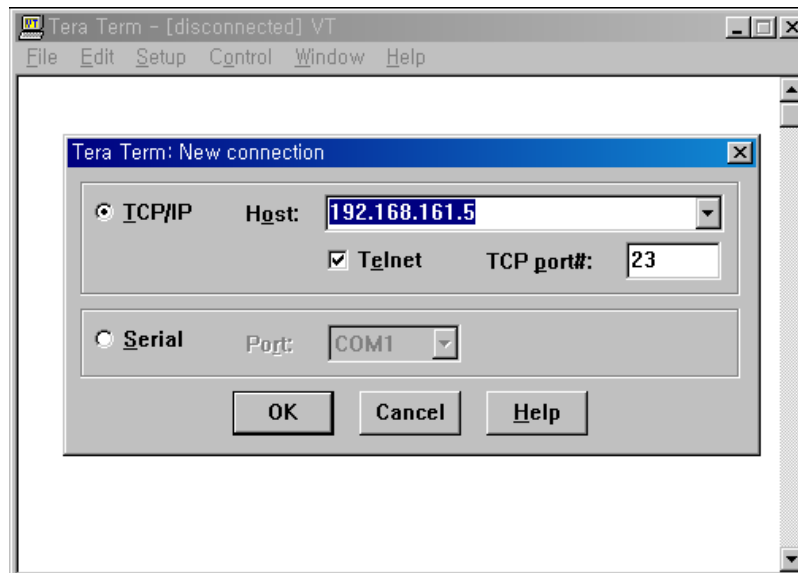 Tera Term - [disconnected] VT
File Edit Setup Control Window Help
Tera Term: New connection
TCP/IP Host: 192.168.161.5
Telnet TCP port#: 23
Serial Port: COM1
OK Cancel Help